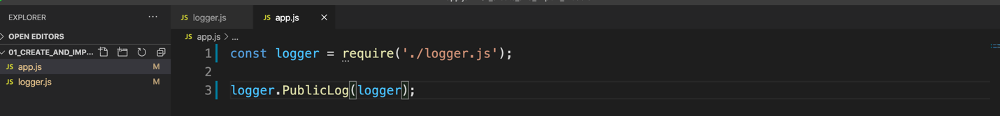 EXPLORER ...
JS logger.js
JS app.js
OPEN EDITORS
JS app.js > ...
01_CREATE_AND_IMP...
JS app.js M
JS logger.js M
1 const logger = require('./logger.js');
2
3 logger.PublicLog(logger);